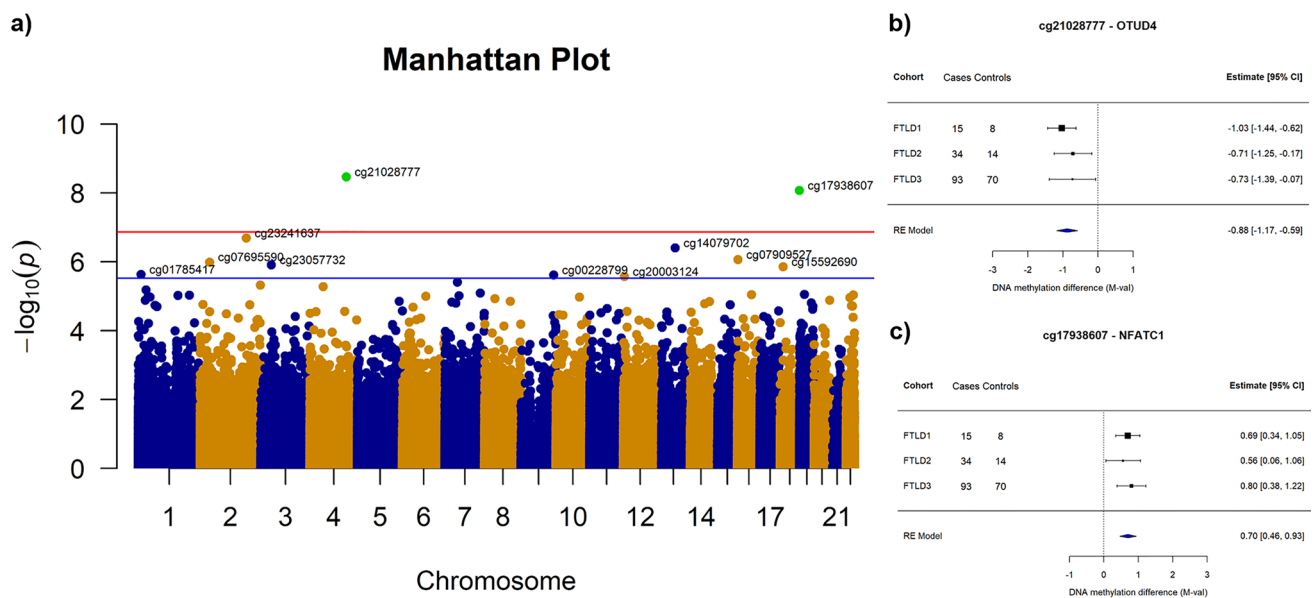 a)
Manhattan Plot
−log10(p)
10
8
6
4
2
0
cg21028777
cg17938607
cg23241637
cg14079702
cg07695590
cg23057732
cg07909527
cg15592690
cg01785417
cg00228799
cg20003124
1 2 3 4 5 6 7 8 10 12 14 17 21
Chromosome
b)
cg21028777 - OTUD4
Cohort Cases Controls Estimate [95% CI]
FTLD1 15 8 -1.03 [-1.44, -0.62]
FTLD2 34 14 -0.71 [-1.25, -0.17]
FTLD3 93 70 -0.73 [-1.39, -0.07]
RE Model -0.88 [-1.17, -0.59]
-3 -2 -1 0 1
DNA methylation difference (M-val)
c)
cg17938607 - NFATC1
Cohort Cases Controls Estimate [95% CI]
FTLD1 15 8 0.69 [0.34, 1.05]
FTLD2 34 14 0.56 [0.06, 1.06]
FTLD3 93 70 0.80 [0.38, 1.22]
RE Model 0.70 [0.46, 0.93]
-1 0 1 2 3
DNA methylation difference (M-val)